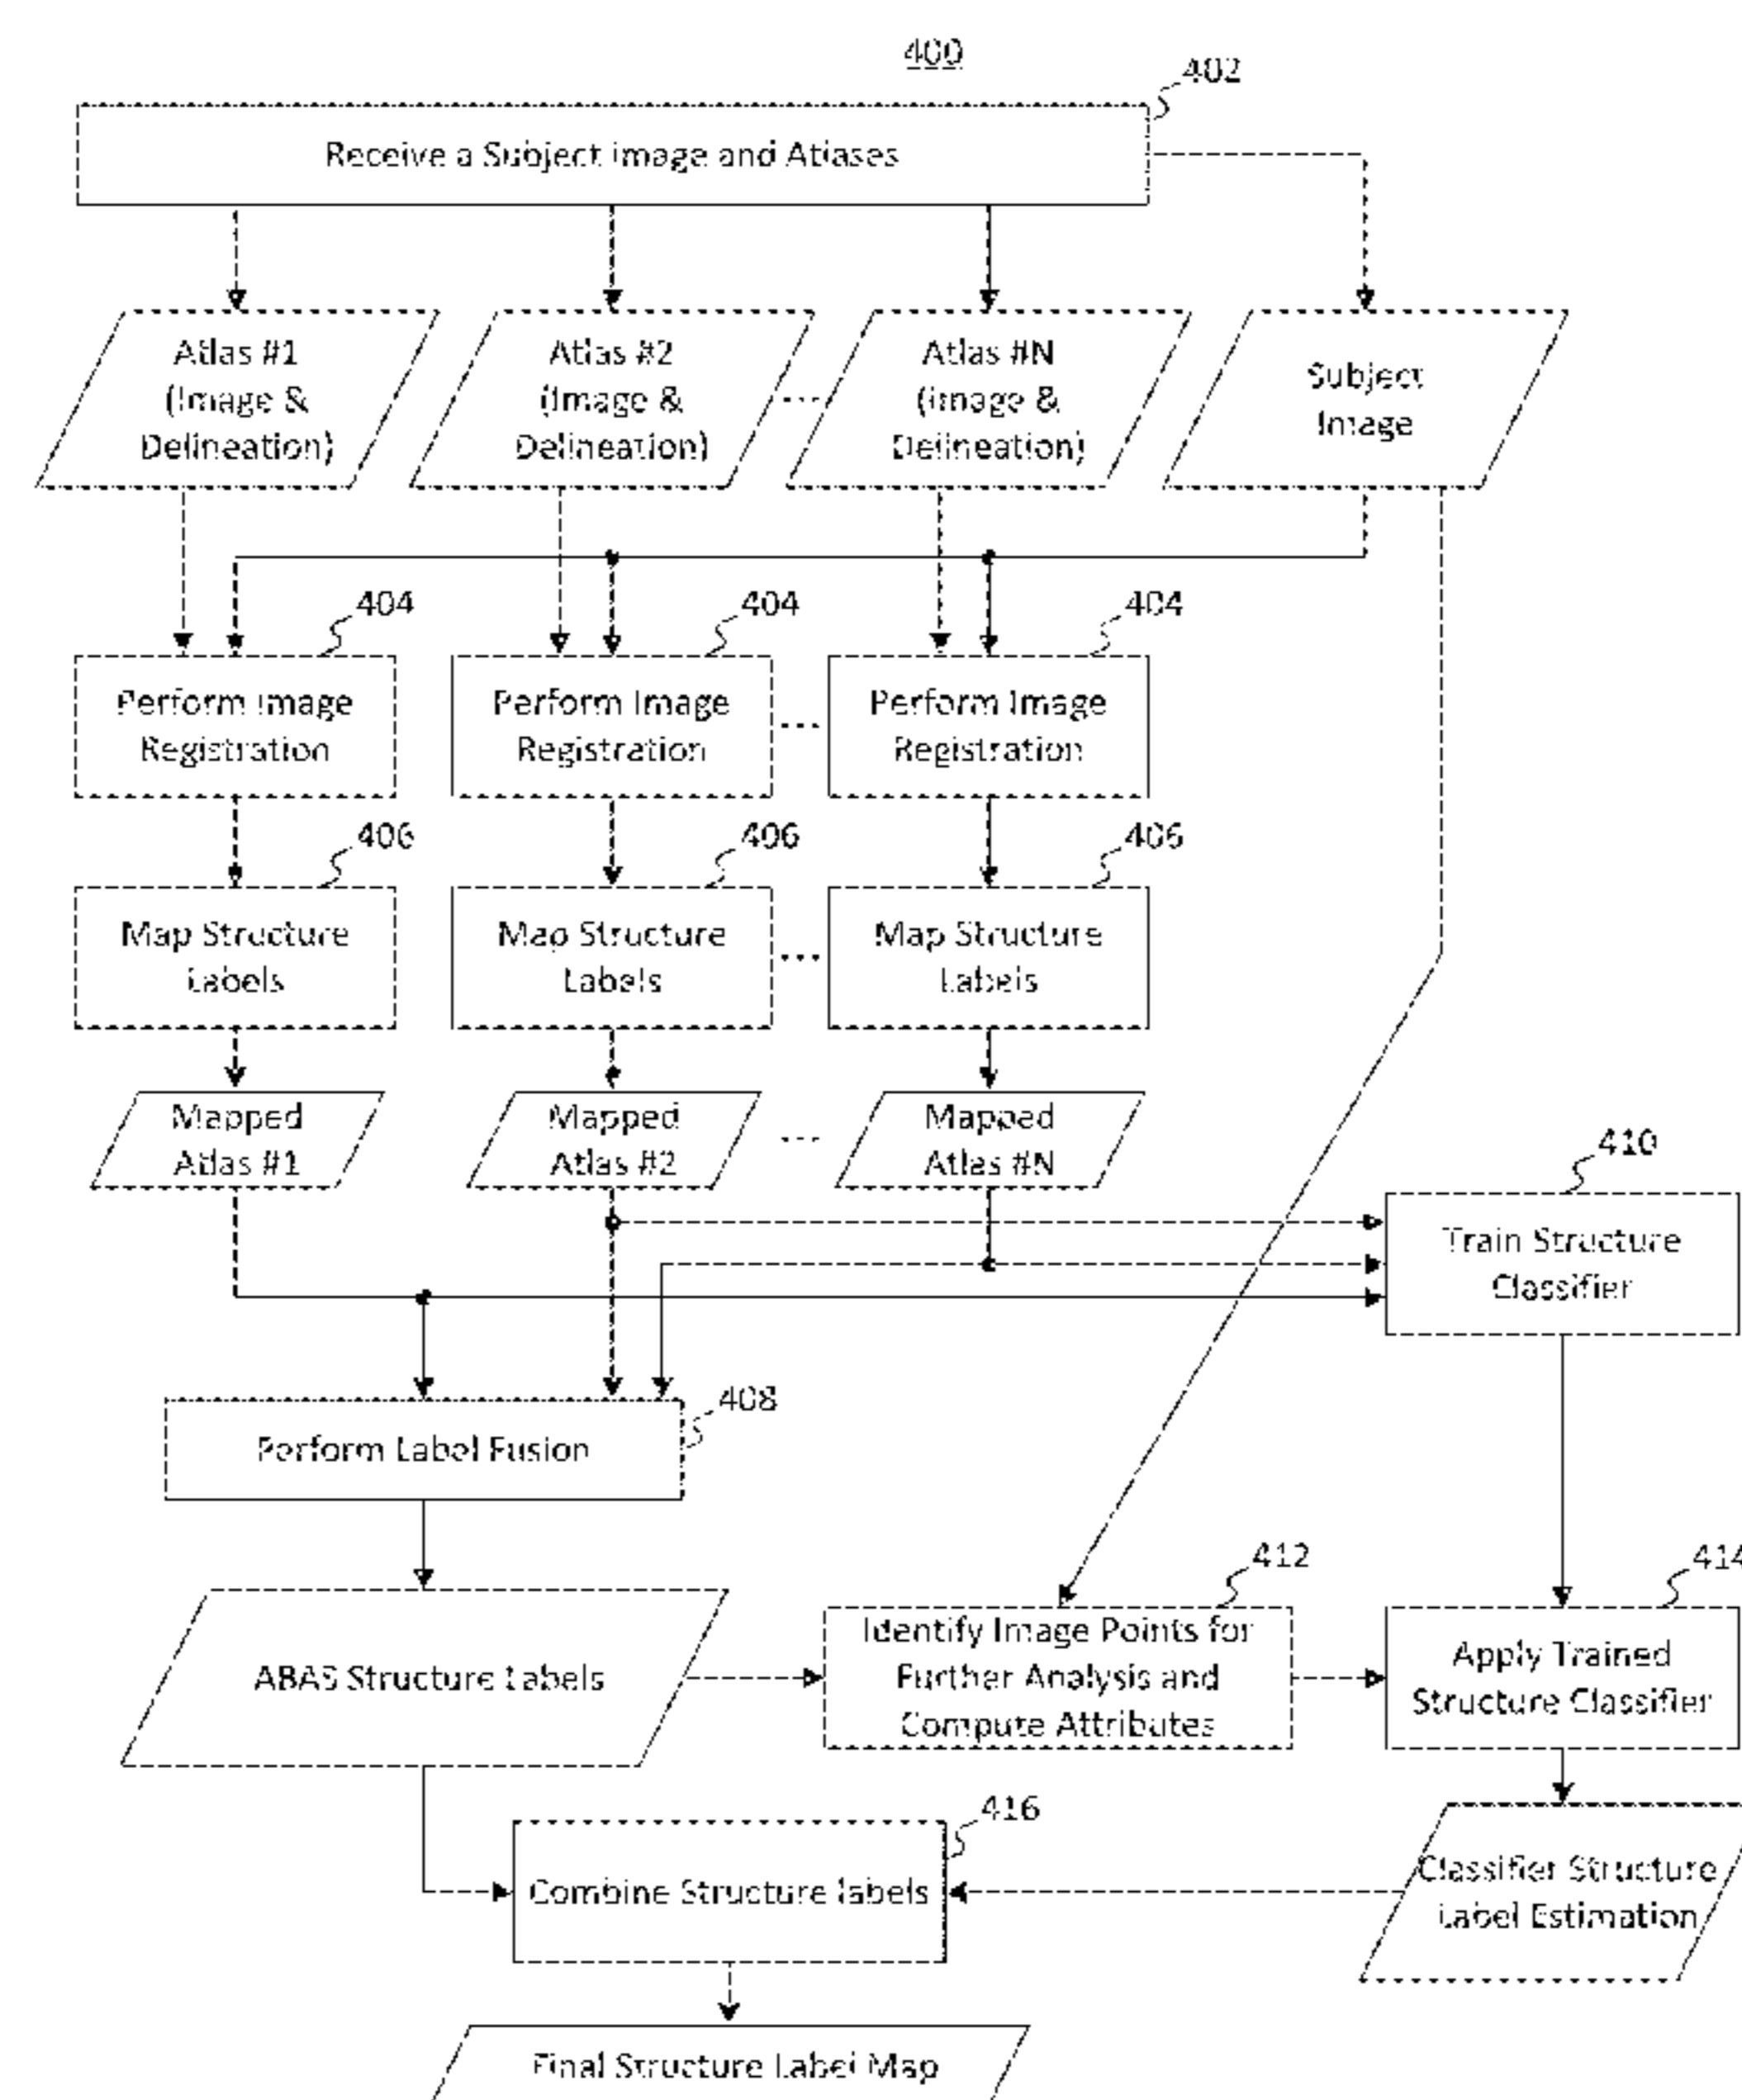 400
402
Receive a Subject Image and Atlases
Atlas #1
(Image &
Delineation)
Atlas #2
(Image &
Delineation)
...
Atlas #N
(Image &
Delineation)
Subject
Image
404
404
404
Perform Image
Registration
Perform Image
Registration
...
Perform Image
Registration
406
406
406
Map Structure
Labels
Map Structure
Labels
...
Map Structure
Labels
Mapped
Atlas #1
Mapped
Atlas #2
...
Mapped
Atlas #N
410
Train Structure
Classifier
408
Perform Label Fusion
412
414
ABAS Structure Labels
Identify Image Points for
Further Analysis and
Compute Attributes
Apply Trained
Structure Classifier
416
Combine Structure labels
Classifier Structure
Label Estimation
Final Structure Label Map